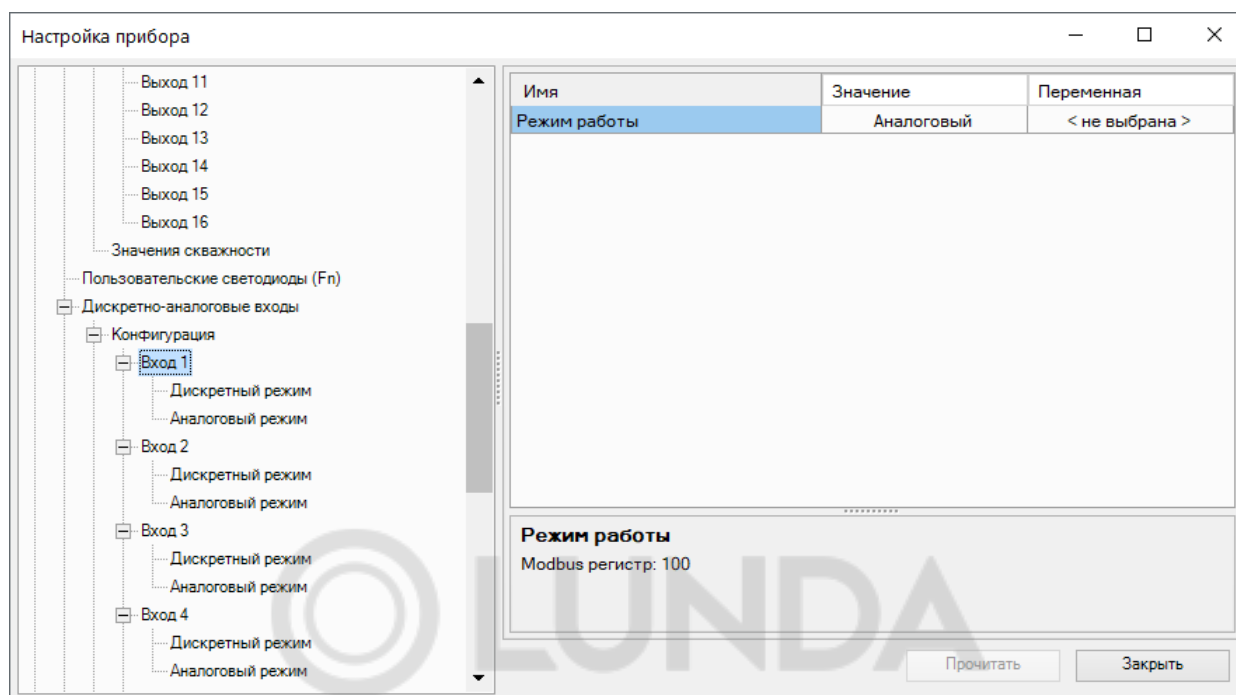 Настройка прибора
Выход 11
Выход 12
Выход 13
Выход 14
Выход 15
Выход 16
Значения скважности
Пользовательские светодиоды (Fn)
Дискретно-аналоговые входы
Конфигурация
Вход 1
Дискретный режим
Аналоговый режим
Вход 2
Дискретный режим
Аналоговый режим
Вход 3
Дискретный режим
Аналоговый режим
Вход 4
Дискретный режим
Аналоговый режим
Имя Значение Переменная
Режим работы Аналоговый < не выбрана >
Режим работы
Modbus регистр: 100
LUNDA
Прочитать Закрыть